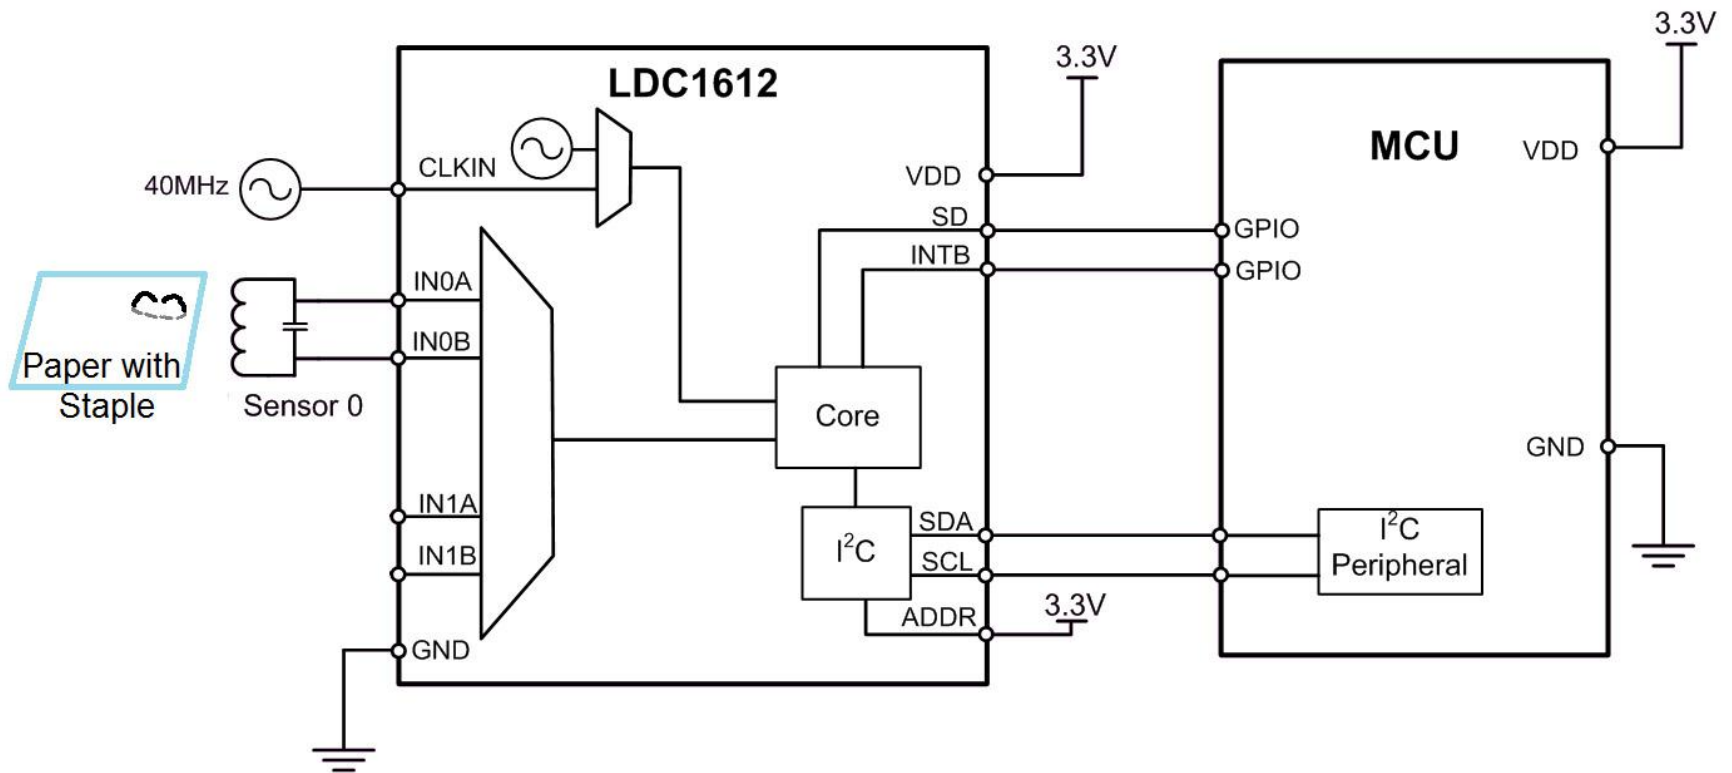 3.3V
3.3V
LDC1612
MCU
CLKIN
40MHz
VDD
VDD
SD
GPIO
INTB
GPIO
IN0A
IN0B
Paper with
Staple
Sensor 0
Core
GND
IN1A
IN1B
I²C
SDA
SCL
I²C
Peripheral
ADDR
3.3V
GND